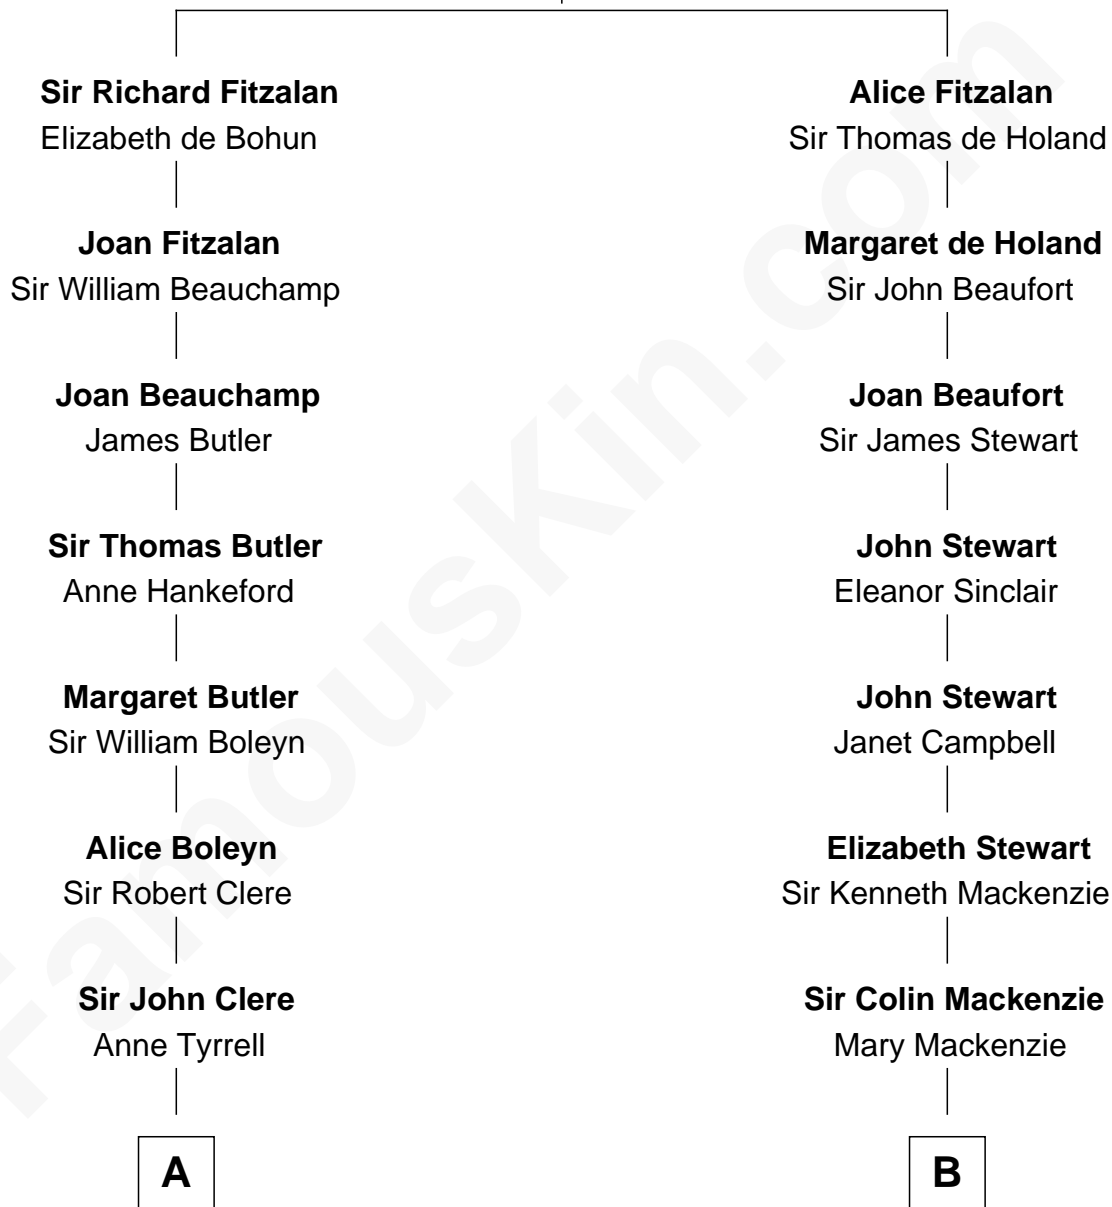 Sir Richard Fitzalan
Elizabeth de Bohun
Joan Fitzalan
Sir William Beauchamp
Joan Beauchamp
James Butler
Sir Thomas Butler
Anne Hankeford
Margaret Butler
Sir William Boleyn
Alice Boleyn
Sir Robert Clere
Sir John Clere
Anne Tyrrell
A
Alice Fitzalan
Sir Thomas de Holand
Margaret de Holand
Sir John Beaufort
Joan Beaufort
Sir James Stewart
John Stewart
Eleanor Sinclair
John Stewart
Janet Campbell
Elizabeth Stewart
Sir Kenneth Mackenzie
Sir Colin Mackenzie
Mary Mackenzie
B
FamousKin.com